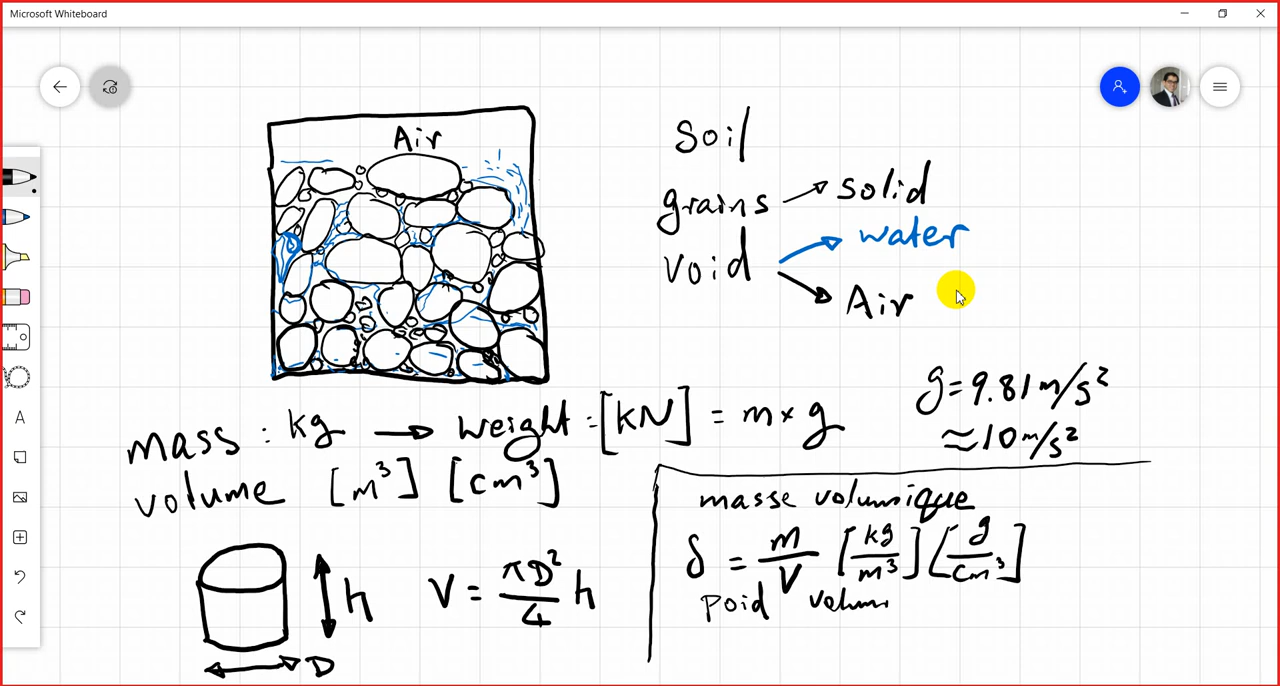 Microsoft Whiteboard
Air
Soil
grains → solid
void → water
→ Air
g = 9.81 m/s²
≈ 10 m/s²
mass : kg → weight := [kN] = m × g
volume [m³] [cm³]
h
D
V = πD²/4 h
masse volumique
δ = m/V [kg/m³] [g/cm³]
poid volum
A